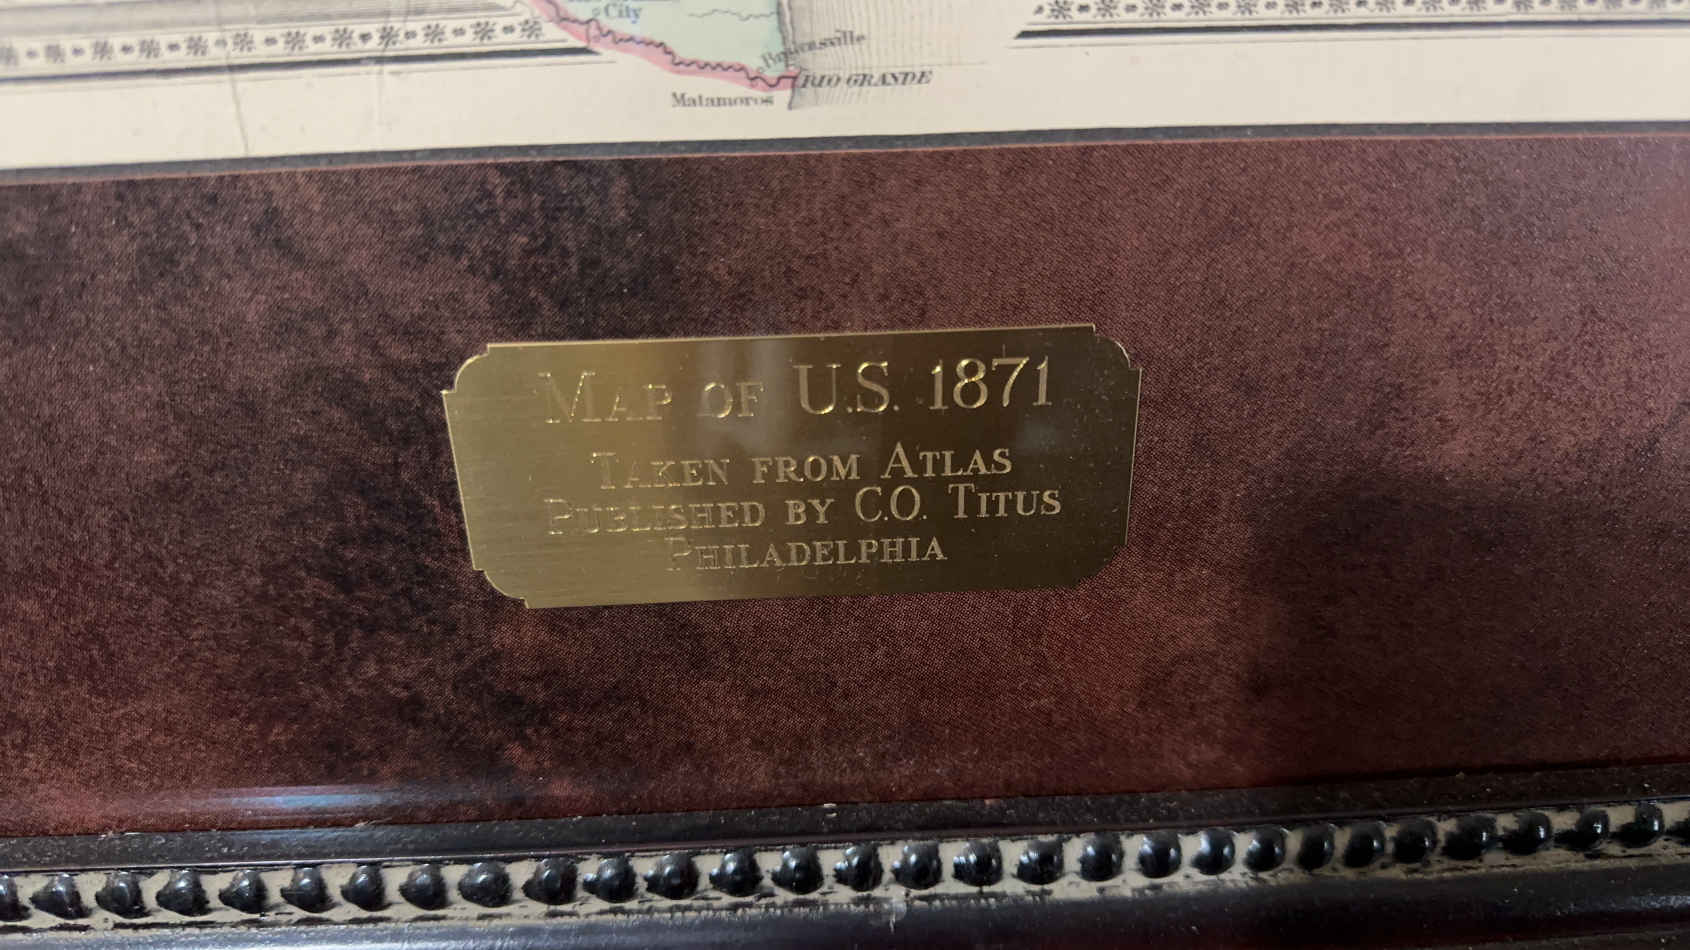 City
Brownsville
RIO GRANDE
Matamoros
MAP OF U.S. 1871
TAKEN FROM ATLAS
PUBLISHED BY C.O. TITUS
PHILADELPHIA